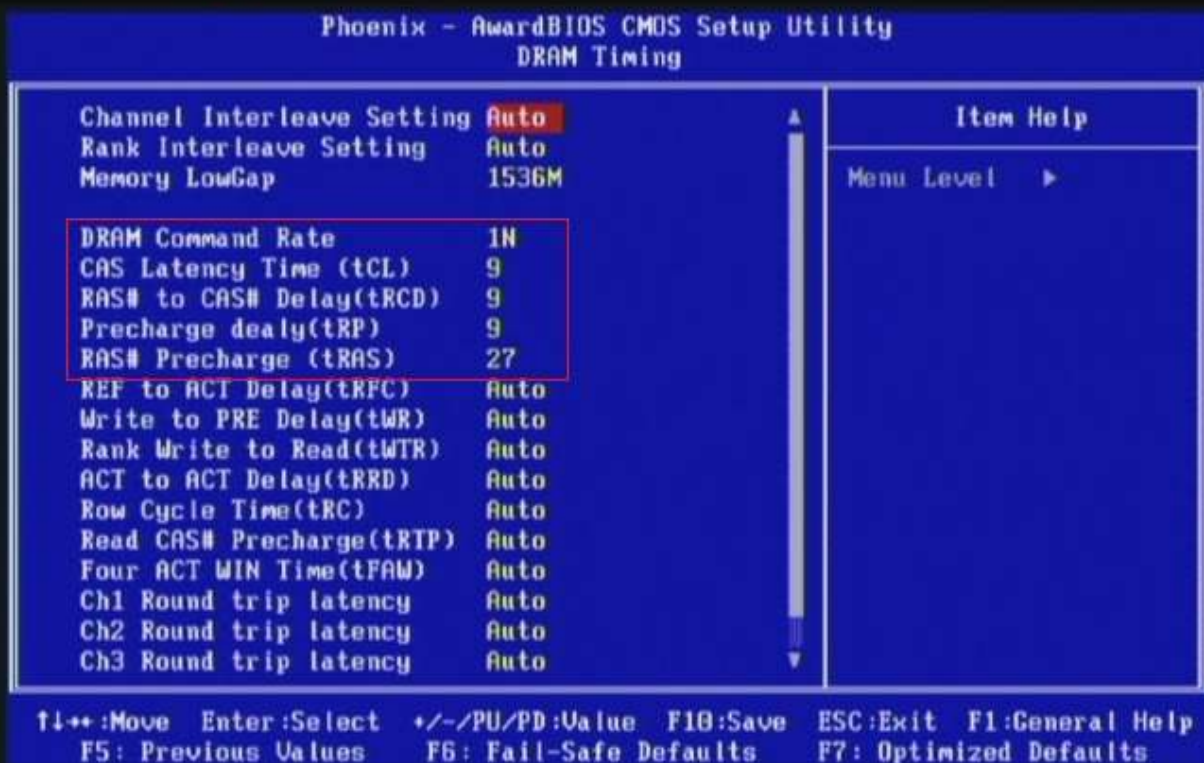 Phoenix - AwardBIOS CMOS Setup Utility
DRAM Timing
Channel Interleave Setting Auto
Rank Interleave Setting Auto
Memory LowGap 1536M
DRAM Command Rate 1N
CAS Latency Time (tCL) 9
RAS# to CAS# Delay(tRCD) 9
Precharge dealy(tRP) 9
RAS# Precharge (tRAS) 27
REF to ACT Delay(tRFC) Auto
Write to PRE Delay(tWR) Auto
Rank Write to Read(tWTR) Auto
ACT to ACT Delay(tRRD) Auto
Row Cycle Time(tRC) Auto
Read CAS# Precharge(tRTP) Auto
Four ACT WIN Time(tFAW) Auto
Ch1 Round trip latency Auto
Ch2 Round trip latency Auto
Ch3 Round trip latency Auto
Item Help
Menu Level ►
↑↓→←:Move Enter:Select +/-/PU/PD:Value F10:Save ESC:Exit F1:General Help
F5: Previous Values F6: Fail-Safe Defaults F7: Optimized Defaults